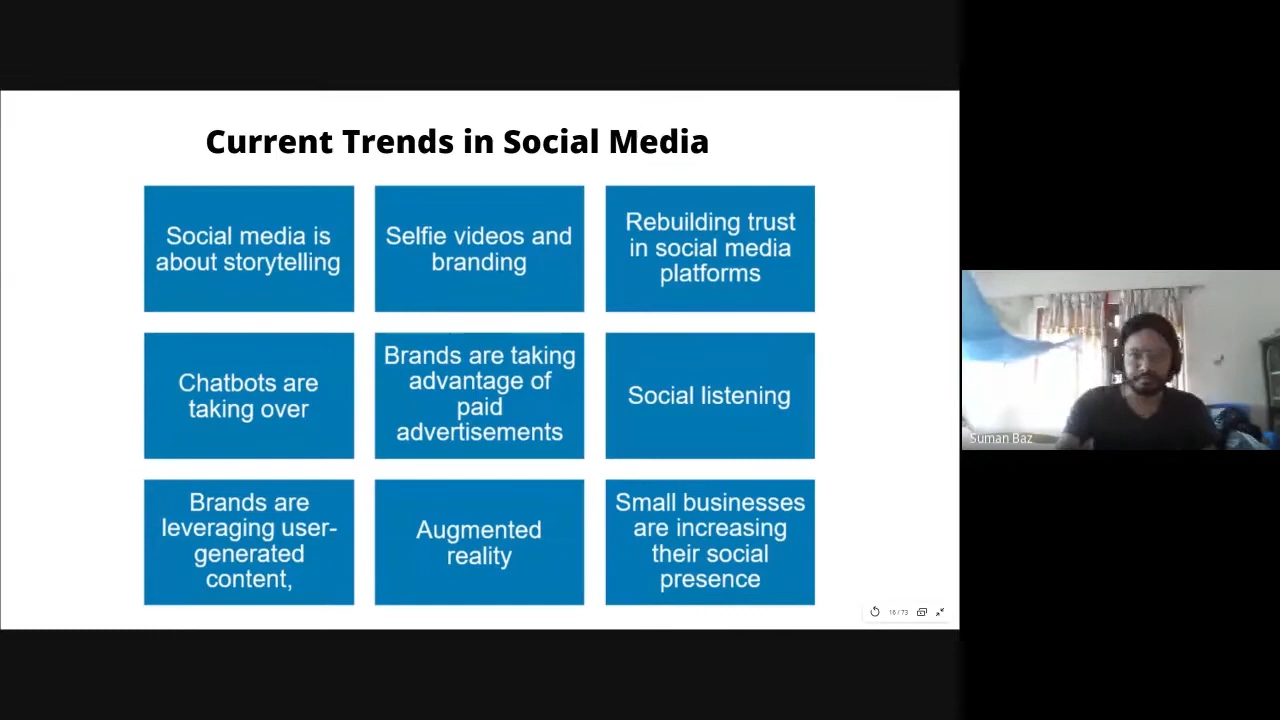 Current Trends in Social Media
Social media is
about storytelling
Selfie videos and
branding
Rebuilding trust
in social media
platforms
Chatbots are
taking over
Brands are taking
advantage of
paid
advertisements
Social listening
Brands are
leveraging user-
generated
content,
Augmented
reality
Small businesses
are increasing
their social
presence
16 / 73
Suman Baz